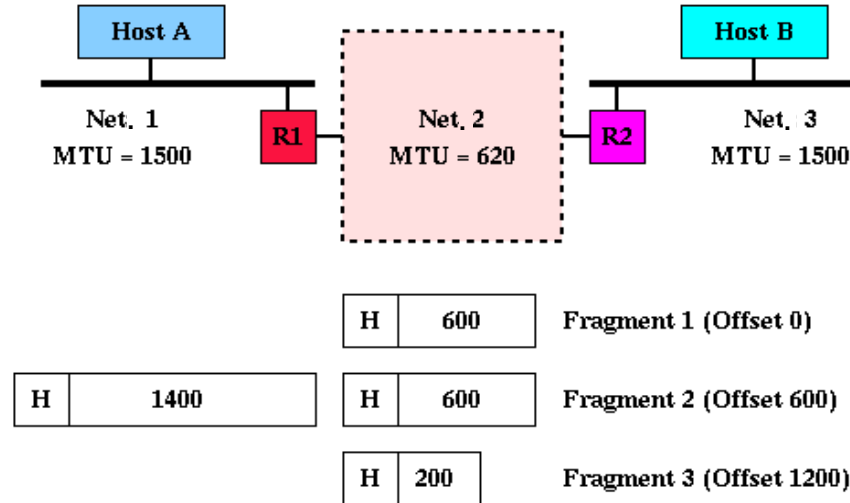 Host A
Host B
Net. 1
MTU = 1500
R1
Net. 2
MTU = 620
R2
Net. 3
MTU = 1500
H 600 Fragment 1 (Offset 0)
H 1400
H 600 Fragment 2 (Offset 600)
H 200 Fragment 3 (Offset 1200)